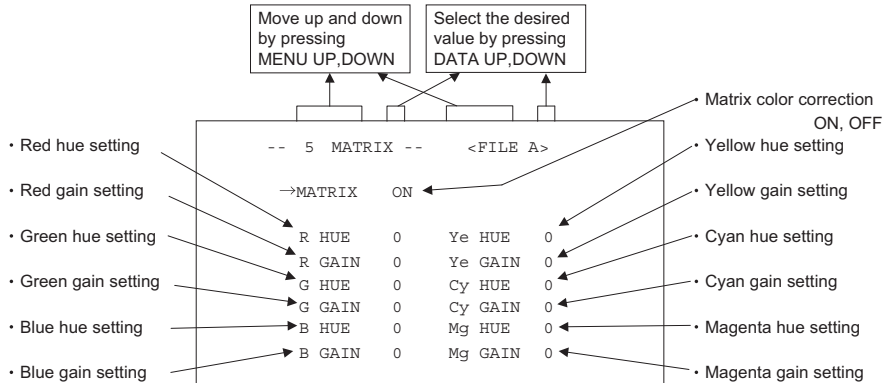 Move up and down
by pressing
MENU UP,DOWN
Select the desired
value by pressing
DATA UP,DOWN
・Matrix color correction
ON, OFF
-- 5 MATRIX -- <FILE A>
→MATRIX ON
R HUE 0 Ye HUE 0
R GAIN 0 Ye GAIN 0
G HUE 0 Cy HUE 0
G GAIN 0 Cy GAIN 0
B HUE 0 Mg HUE 0
B GAIN 0 Mg GAIN 0
・Red hue setting
・Red gain setting
・Green hue setting
・Green gain setting
・Blue hue setting
・Blue gain setting
・Yellow hue setting
・Yellow gain setting
・Cyan hue setting
・Cyan gain setting
・Magenta hue setting
・Magenta gain setting